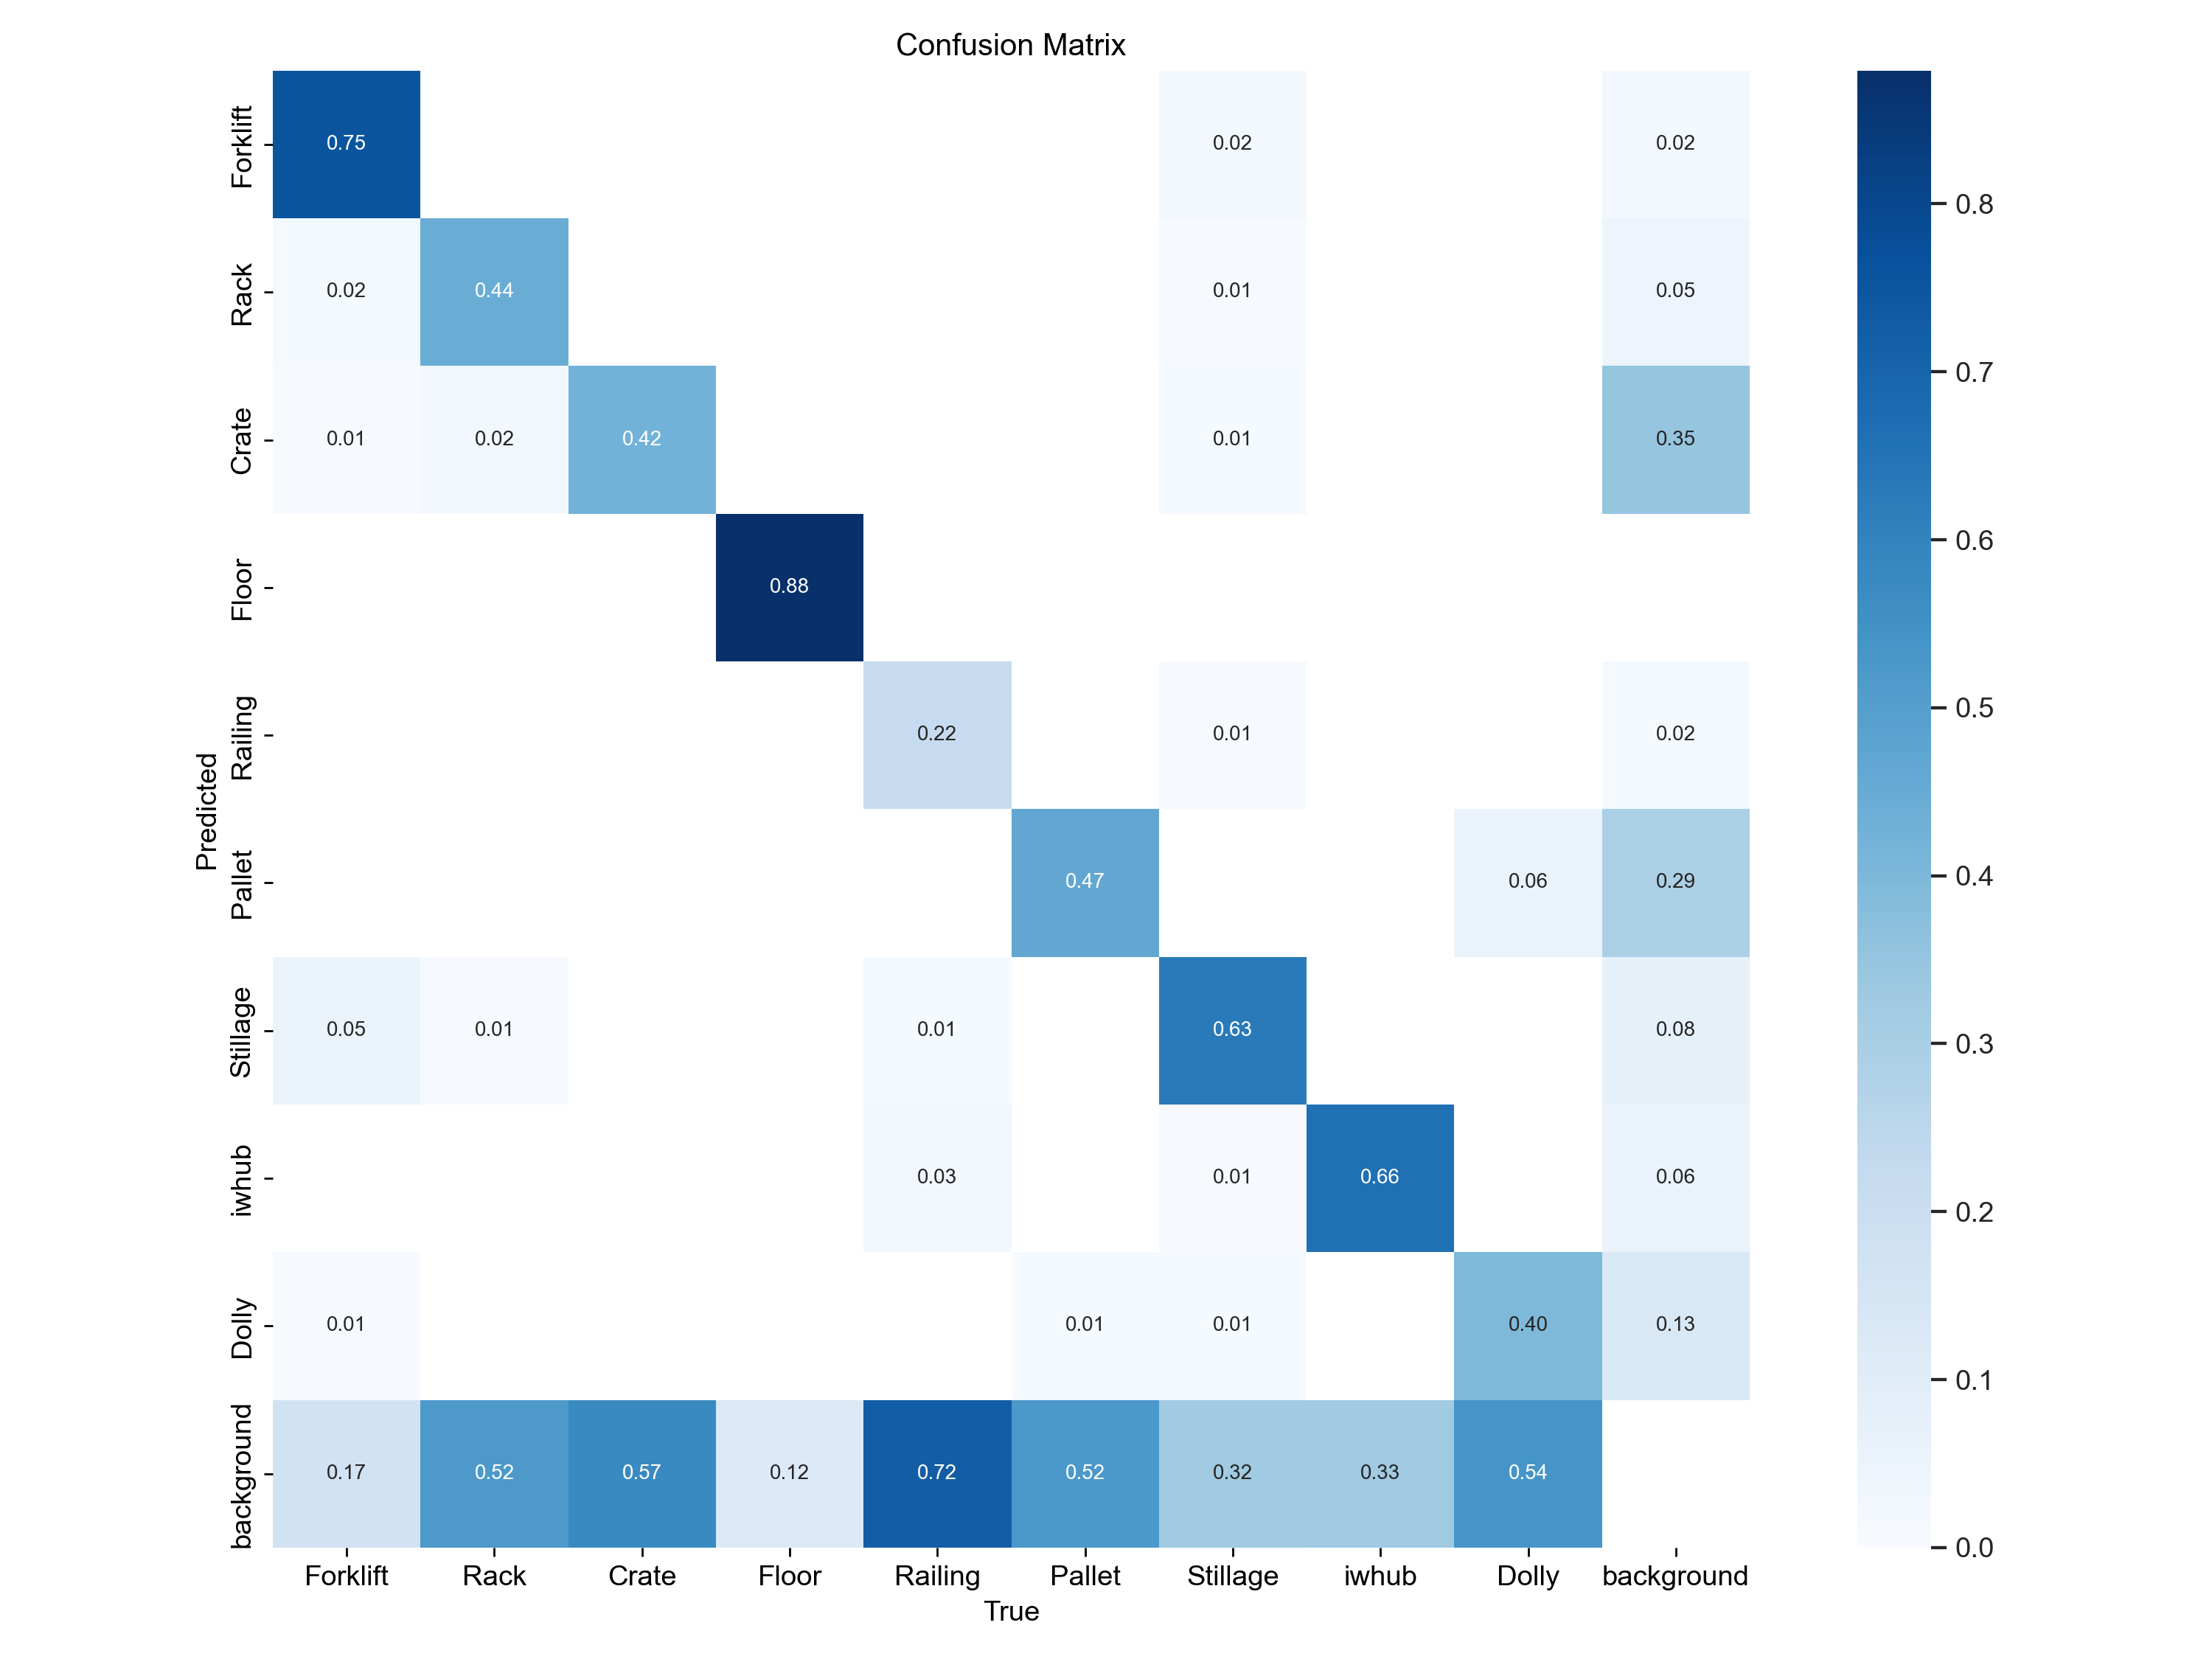 Confusion Matrix
Forklift 0.75 0.02 0.02
Rack 0.02 0.44 0.01 0.05
Crate 0.01 0.02 0.42 0.01 0.35
Floor 0.88
Railing 0.22 0.01 0.02
Pallet 0.47 0.06 0.29
Stillage 0.05 0.01 0.01 0.63 0.08
iwhub 0.03 0.01 0.66 0.06
Dolly 0.01 0.01 0.01 0.40 0.13
background 0.17 0.52 0.57 0.12 0.72 0.52 0.32 0.33 0.54
Forklift Rack Crate Floor Railing Pallet Stillage iwhub Dolly background
True
Predicted
0.8
0.7
0.6
0.5
0.4
0.3
0.2
0.1
0.0